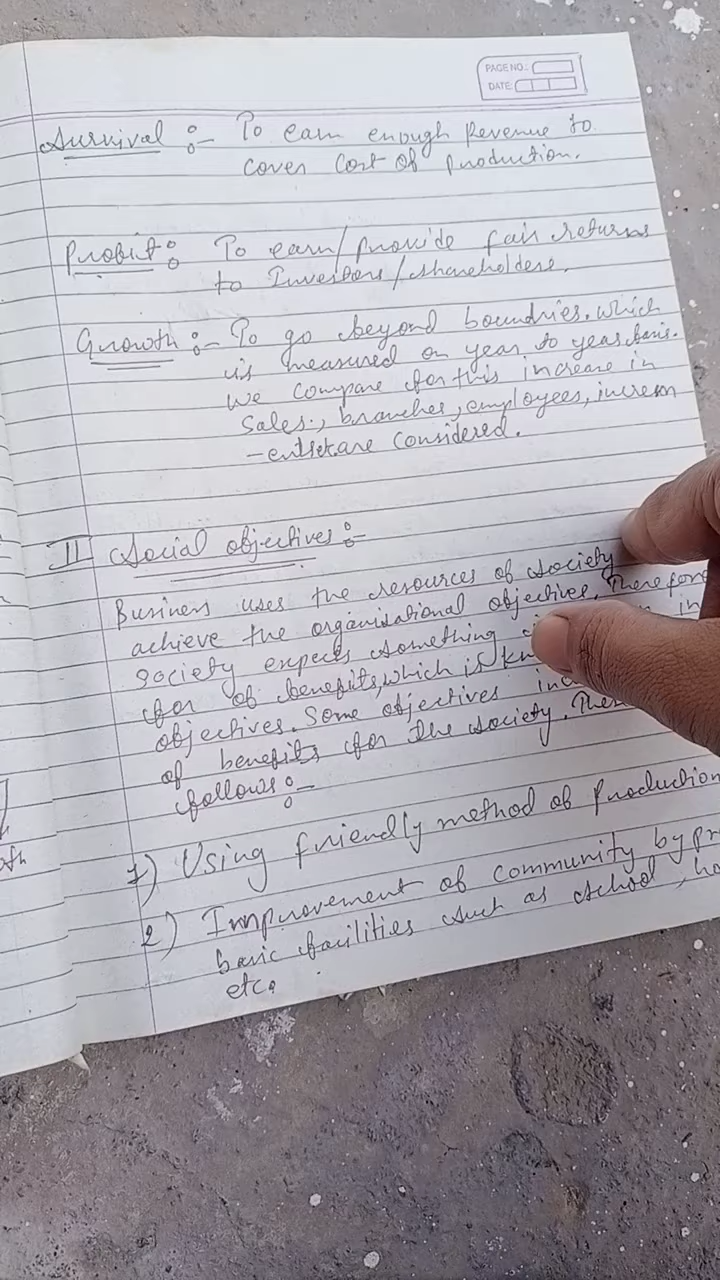 PAGE NO.:
DATE:
Survival :- To earn enough Revenue to
cover Cost of production.
Profit :- To earn/provide fair returns
to Investors/shareholders.
Growth :- To go beyond boundries, which
is measured on year to year basis.
We compare for this increase in
sales, branches, employees, increm
-ents etc. are considered.
II Social objectives :-
Business uses the resources of society
achieve the organisational objectives. Therefore
society expects something in
for of benefits, which is
objectives. Some objectives
of benefits for the society.
follows :-
1) Using friendly method of production
2) Improvement of community by
basic facilities such as school,
etc.